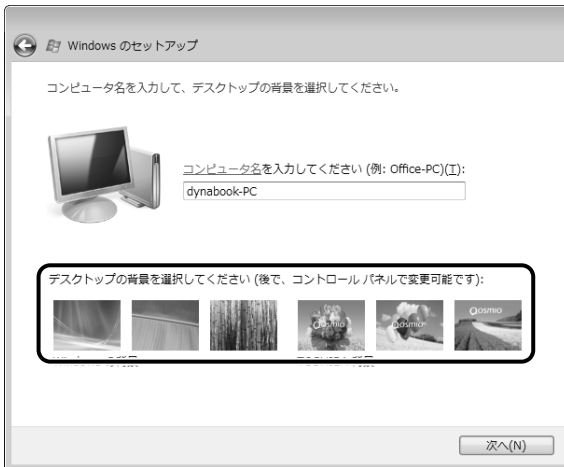 Windows のセットアップ
コンピュータ名を入力して、デスクトップの背景を選択してください。
コンピュータ名を入力してください (例: Office-PC)(T):
dynabook-PC
デスクトップの背景を選択してください (後で、コントロール パネルで変更可能です):
Qosmio Qosmio Qosmio
次へ(N)